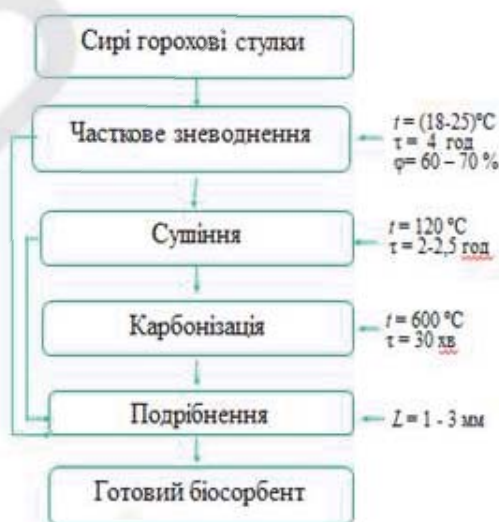 Сирі горохові стулки
Часткове зневоднення
t = (18-25)°C
τ = 4 год
φ= 60 – 70 %
Сушіння
t = 120 °C
τ = 2-2,5 год
Карбонізація
t = 600 °C
τ = 30 хв
Подрібнення
L = 1 - 3 мм
Готовий біосорбент